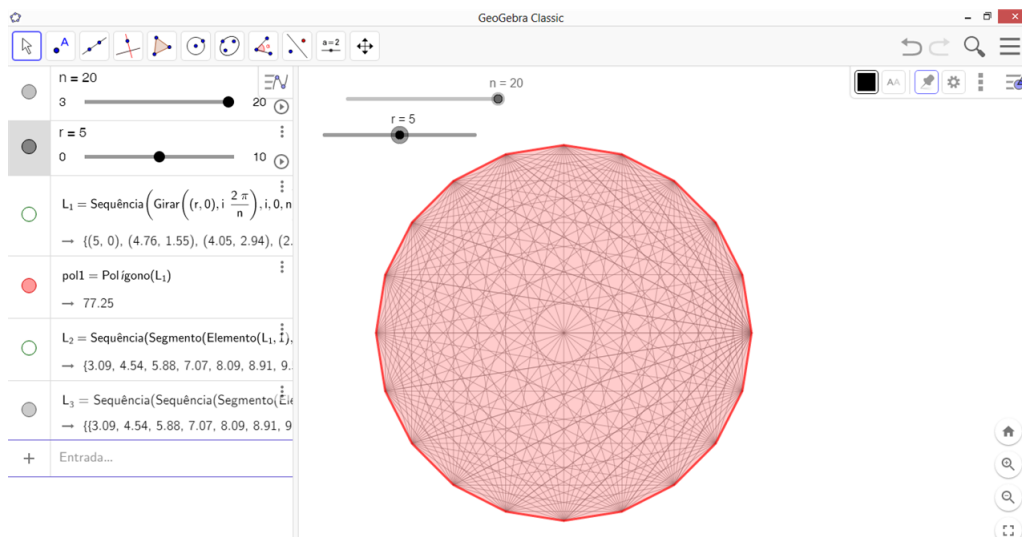 GeoGebra Classic
A
a=2
n = 20
3 20
r = 5
0 10
L₁ = Sequência(Girar((r, 0), i 2 π/n), i, 0, n
→ {(5, 0), (4.76, 1.55), (4.05, 2.94), (2.
pol1 = Polígono(L₁)
→ 77.25
L₂ = Sequência(Segmento(Elemento(L₁, 1),
→ {3.09, 4.54, 5.88, 7.07, 8.09, 8.91, 9.
L₃ = Sequência(Sequência(Segmento(Ele
→ {{3.09, 4.54, 5.88, 7.07, 8.09, 8.91, 9
+ Entrada...
n = 20
r = 5
AA